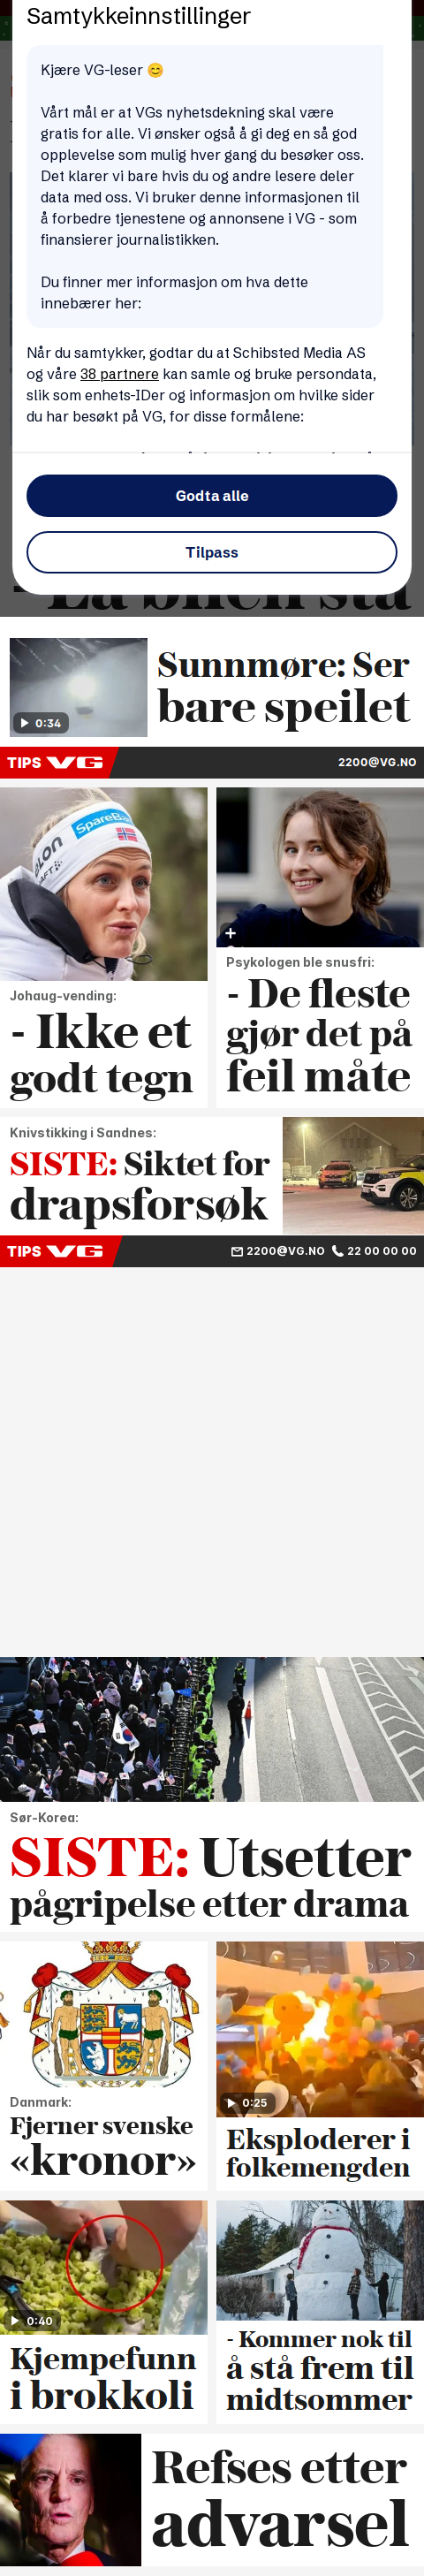 Samtykkeinnstillinger
Kjære VG-leser 😊
Vårt mål er at VGs nyhetsdekning skal være
gratis for alle. Vi ønsker også å gi deg en så god
opplevelse som mulig hver gang du besøker oss.
Det klarer vi bare hvis du og andre lesere deler
data med oss. Vi bruker denne informasjonen til
å forbedre tjenestene og annonsene i VG - som
finansierer journalistikken.
Du finner mer informasjon om hva dette
innebærer her:
Når du samtykker, godtar du at Schibsted Media AS
og våre 38 partnere kan samle og bruke persondata,
slik som enhets-IDer og informasjon om hvilke sider
du har besøkt på VG, for disse formålene:
Godta alle
Tilpass
- La bilen stå
0:34
Sunnmøre: Ser
bare speilet
TIPS VG
2200@VG.NO
Johaug-vending:
- Ikke et
godt tegn
Psykologen ble snusfri:
- De fleste
gjør det på
feil måte
Knivstikking i Sandnes:
SISTE: Siktet for
drapsforsøk
TIPS VG
2200@VG.NO 22 00 00 00
Sør-Korea:
SISTE: Utsetter
pågripelse etter drama
Danmark:
Fjerner svenske
«kronor»
0:25
Eksploderer i
folkemengden
0:40
Kjempefunn
i brokkoli
- Kommer nok til
å stå frem til
midtsommer
Refses etter
advarsel